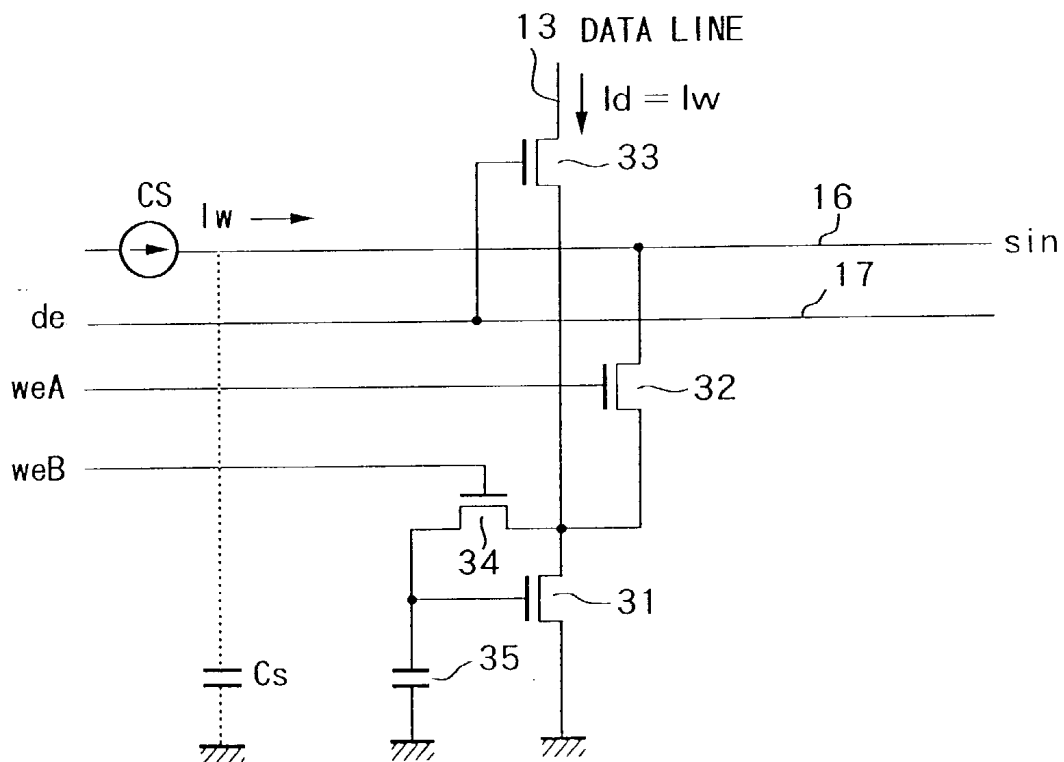 13 DATA LINE
Id = Iw
33
CS
Iw
16
sin
17
de
weA
32
weB
34
31
35
Cs